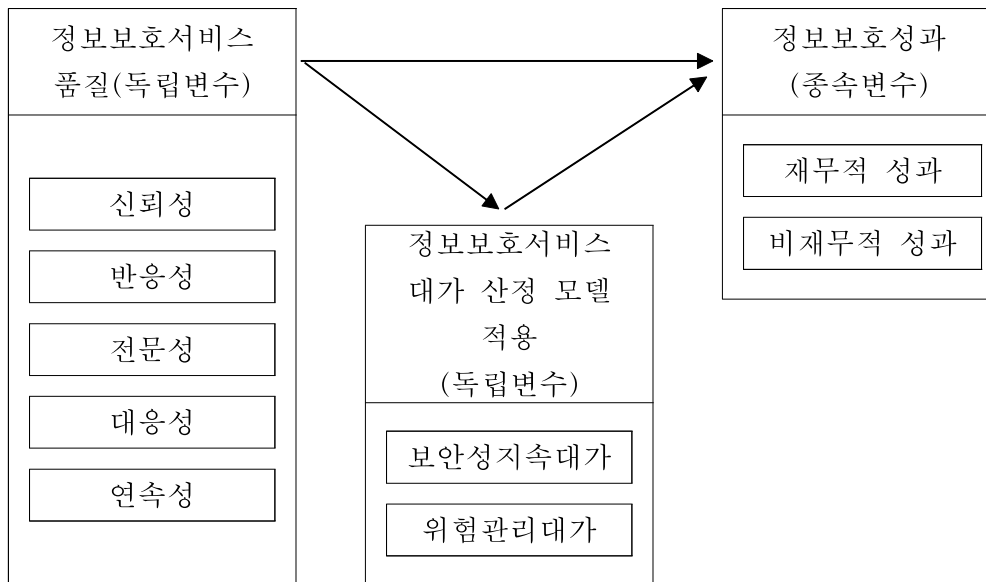 정보보호서비스
품질(독립변수)
신뢰성
반응성
전문성
대응성
연속성
정보보호서비스
대가 산정 모델
적용
(독립변수)
보안성지속대가
위험관리대가
정보보호성과
(종속변수)
재무적 성과
비재무적 성과